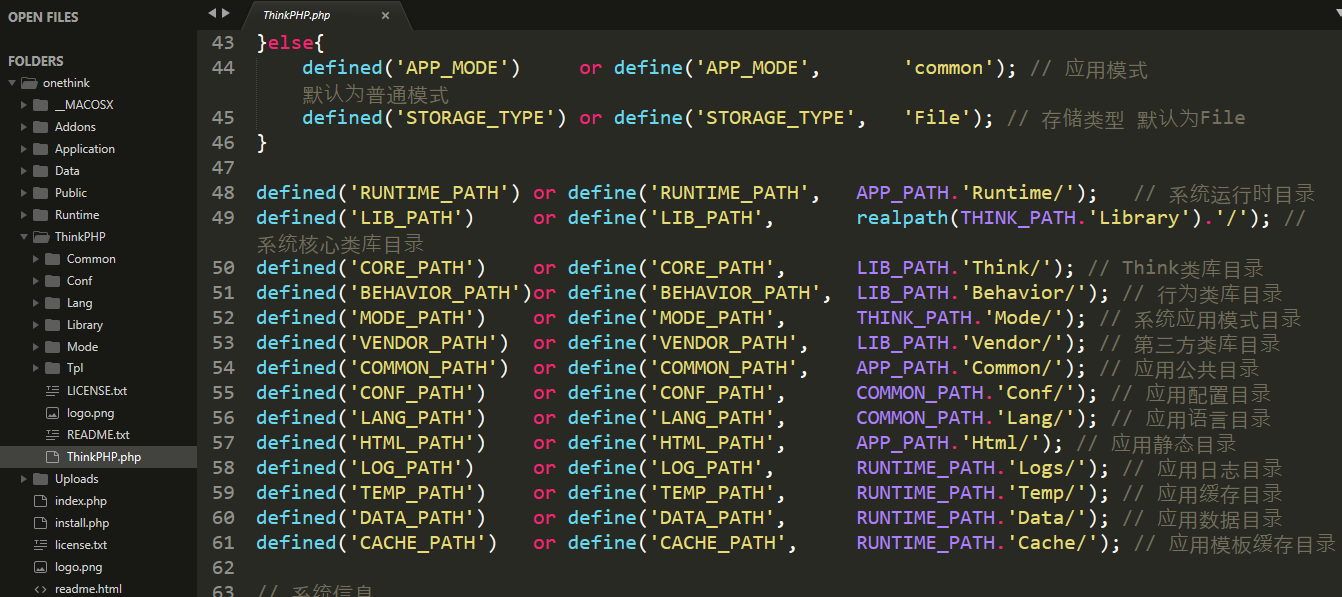 OPEN FILES
FOLDERS
onethink
__MACOSX
Addons
Application
Data
Public
Runtime
ThinkPHP
Common
Conf
Lang
Library
Mode
Tpl
LICENSE.txt
logo.png
README.txt
ThinkPHP.php
Uploads
index.php
install.php
license.txt
logo.png
readme.html
ThinkPHP.php ×
43 }else{
44 defined('APP_MODE') or define('APP_MODE', 'common'); // 应用模式
默认为普通模式
45 defined('STORAGE_TYPE') or define('STORAGE_TYPE', 'File'); // 存储类型 默认为File
46 }
47
48 defined('RUNTIME_PATH') or define('RUNTIME_PATH', APP_PATH.'Runtime/'); // 系统运行时目录
49 defined('LIB_PATH') or define('LIB_PATH', realpath(THINK_PATH.'Library').'/'); //
系统核心类库目录
50 defined('CORE_PATH') or define('CORE_PATH', LIB_PATH.'Think/'); // Think类库目录
51 defined('BEHAVIOR_PATH')or define('BEHAVIOR_PATH', LIB_PATH.'Behavior/'); // 行为类库目录
52 defined('MODE_PATH') or define('MODE_PATH', THINK_PATH.'Mode/'); // 系统应用模式目录
53 defined('VENDOR_PATH') or define('VENDOR_PATH', LIB_PATH.'Vendor/'); // 第三方类库目录
54 defined('COMMON_PATH') or define('COMMON_PATH', APP_PATH.'Common/'); // 应用公共目录
55 defined('CONF_PATH') or define('CONF_PATH', COMMON_PATH.'Conf/'); // 应用配置目录
56 defined('LANG_PATH') or define('LANG_PATH', COMMON_PATH.'Lang/'); // 应用语言目录
57 defined('HTML_PATH') or define('HTML_PATH', APP_PATH.'Html/'); // 应用静态目录
58 defined('LOG_PATH') or define('LOG_PATH', RUNTIME_PATH.'Logs/'); // 应用日志目录
59 defined('TEMP_PATH') or define('TEMP_PATH', RUNTIME_PATH.'Temp/'); // 应用缓存目录
60 defined('DATA_PATH') or define('DATA_PATH', RUNTIME_PATH.'Data/'); // 应用数据目录
61 defined('CACHE_PATH') or define('CACHE_PATH', RUNTIME_PATH.'Cache/'); // 应用模板缓存目录
62
63 // 系统信息